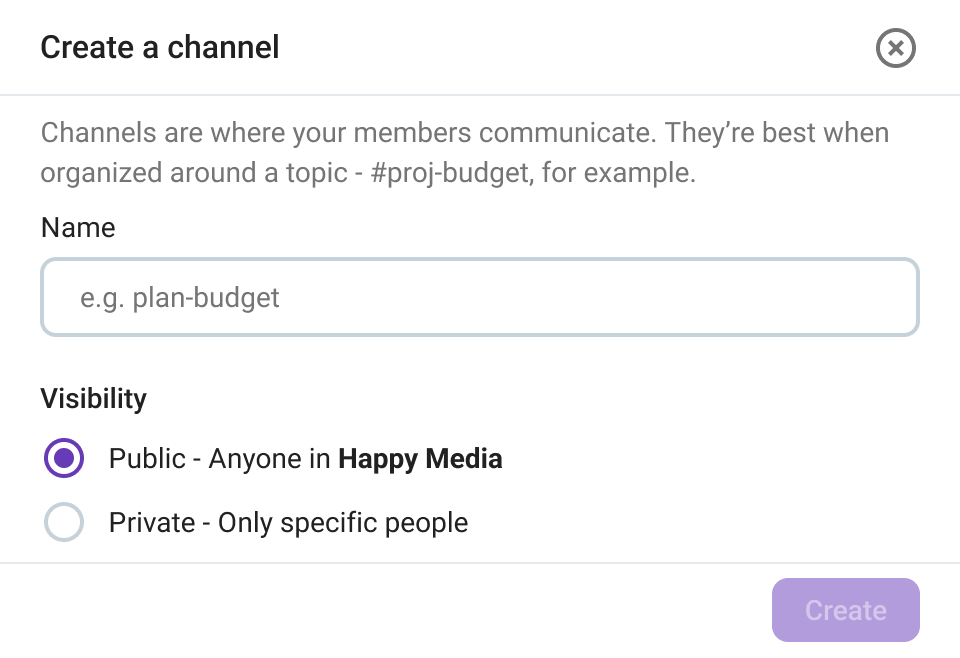 Create a channel
Channels are where your members communicate. They’re best when
organized around a topic - #proj-budget, for example.
Name
e.g. plan-budget
Visibility
Public - Anyone in Happy Media
Private - Only specific people
Create